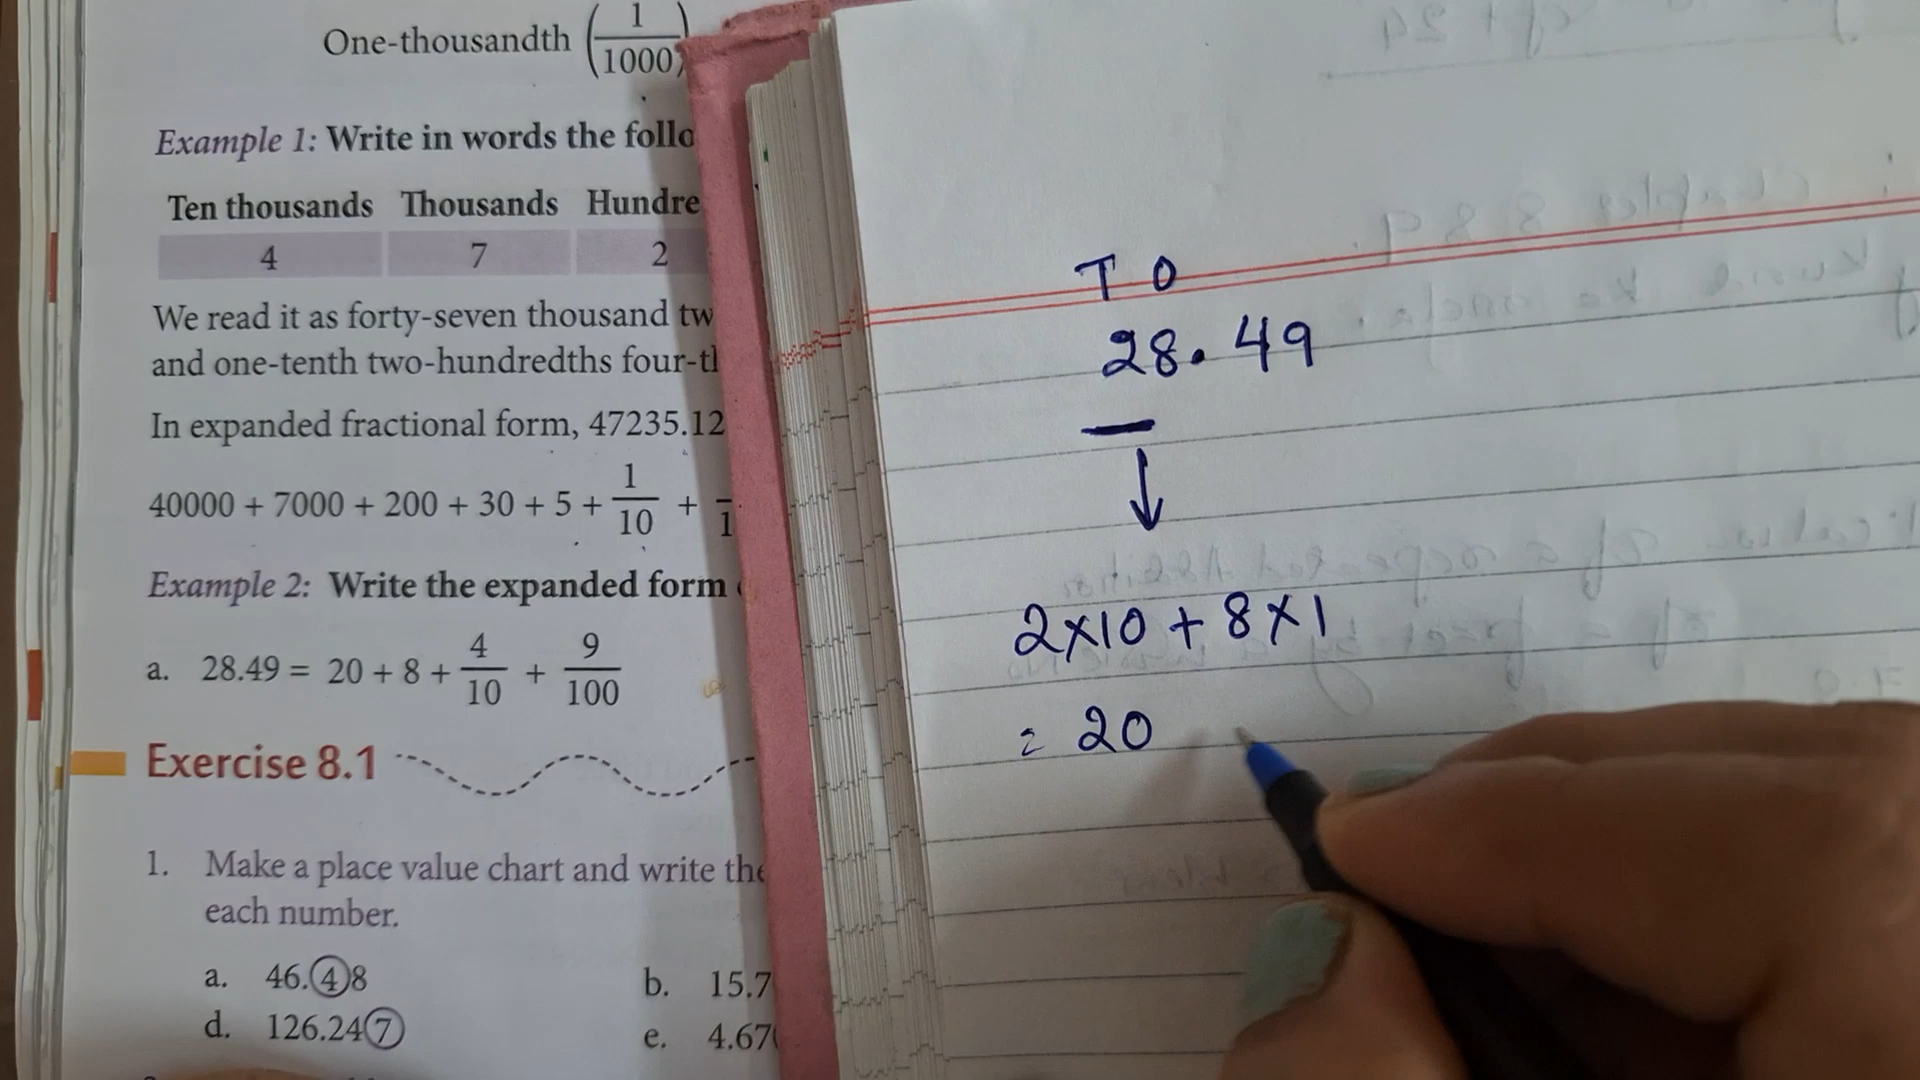 One-thousandth (1/1000)
Example 1: Write in words the follo
Ten thousands Thousands Hundre
4 7 2
We read it as forty-seven thousand tw
and one-tenth two-hundredths four-th
In expanded fractional form, 47235.12
40000 + 7000 + 200 + 30 + 5 + 1/10 + 1
Example 2: Write the expanded form
a. 28.49 = 20 + 8 + 4/10 + 9/100
Exercise 8.1
1. Make a place value chart and write the
each number.
a. 46.48 b. 15.7
d. 126.247 e. 4.67
T O
28.49
2×10 + 8×1
= 20